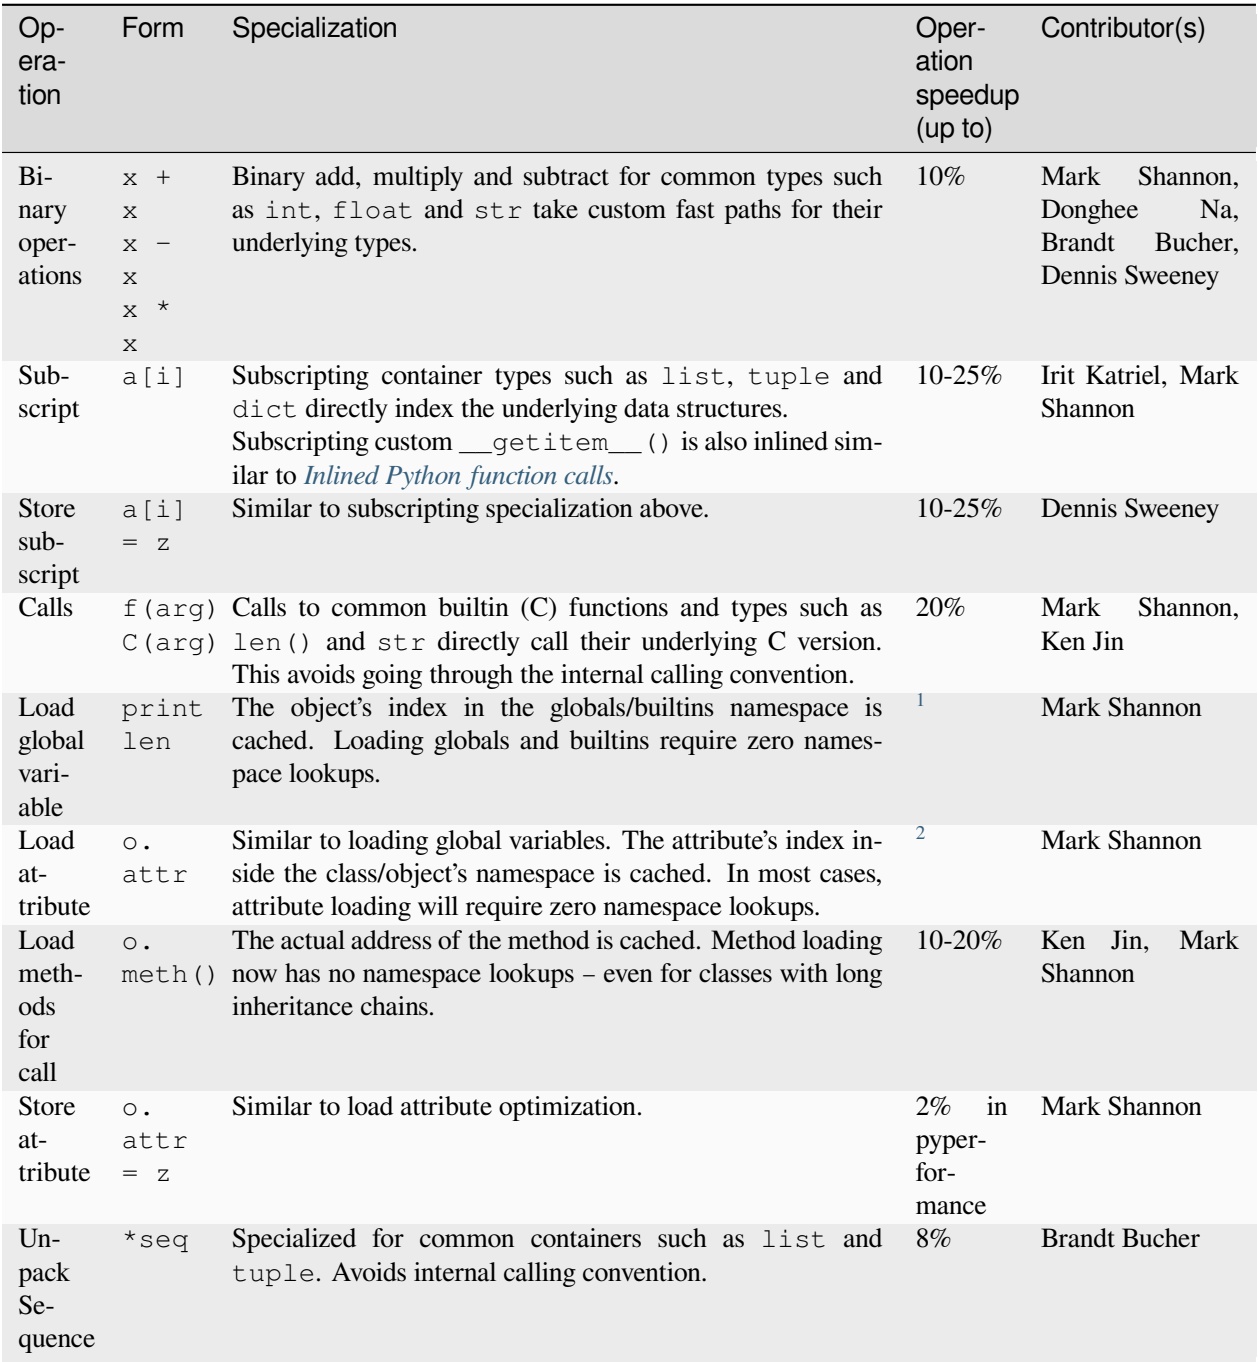 Op-
era-
tion
Form
Specialization
Oper-
ation
speedup
(up to)
Contributor(s)
Bi-
nary
oper-
ations
x +
x
x -
x
x *
x
Binary add, multiply and subtract for common types such
as int, float and str take custom fast paths for their
underlying types.
10%
Mark Shannon,
Donghee Na,
Brandt Bucher,
Dennis Sweeney
Sub-
script
a[i]
Subscripting container types such as list, tuple and
dict directly index the underlying data structures.
Subscripting custom __getitem__() is also inlined sim-
ilar to Inlined Python function calls.
10-25%
Irit Katriel, Mark
Shannon
Store
sub-
script
a[i]
= z
Similar to subscripting specialization above.
10-25%
Dennis Sweeney
Calls
f(arg)
C(arg)
Calls to common builtin (C) functions and types such as
len() and str directly call their underlying C version.
This avoids going through the internal calling convention.
20%
Mark Shannon,
Ken Jin
Load
global
vari-
able
print
len
The object’s index in the globals/builtins namespace is
cached. Loading globals and builtins require zero names-
pace lookups.
1
Mark Shannon
Load
at-
tribute
o.
attr
Similar to loading global variables. The attribute’s index in-
side the class/object’s namespace is cached. In most cases,
attribute loading will require zero namespace lookups.
2
Mark Shannon
Load
meth-
ods
for
call
o.
meth()
The actual address of the method is cached. Method loading
now has no namespace lookups – even for classes with long
inheritance chains.
10-20%
Ken Jin, Mark
Shannon
Store
at-
tribute
o.
attr
= z
Similar to load attribute optimization.
2% in
pyper-
for-
mance
Mark Shannon
Un-
pack
Se-
quence
*seq
Specialized for common containers such as list and
tuple. Avoids internal calling convention.
8%
Brandt Bucher